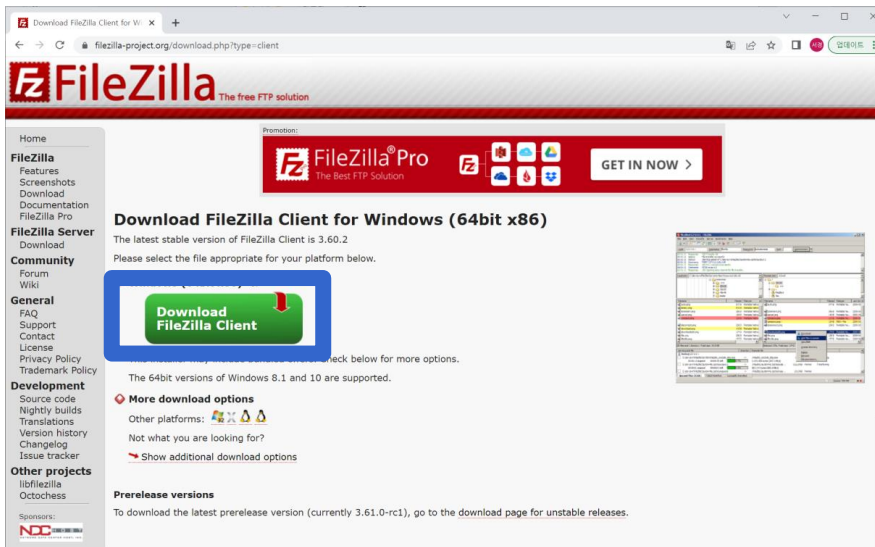 Download FileZilla Client for Wi
filezilla-project.org/download.php?type=client
서경
업데이트
FileZilla The free FTP solution
Promotion:
FileZilla® Pro
The Best FTP Solution
GET IN NOW >
Home
FileZilla
Features
Screenshots
Download
Documentation
FileZilla Pro
FileZilla Server
Download
Community
Forum
Wiki
General
FAQ
Support
Contact
License
Privacy Policy
Trademark Policy
Development
Source code
Nightly builds
Translations
Version history
Changelog
Issue tracker
Other projects
libfilezilla
Octochess
Sponsors:
NDC HOST
Download FileZilla Client for Windows (64bit x86)
The latest stable version of FileZilla Client is 3.60.2
Please select the file appropriate for your platform below.
Download
FileZilla Client
check below for more options.
The 64bit versions of Windows 8.1 and 10 are supported.
More download options
Other platforms:
Not what you are looking for?
Show additional download options
Prerelease versions
To download the latest prerelease version (currently 3.61.0-rc1), go to the download page for unstable releases.